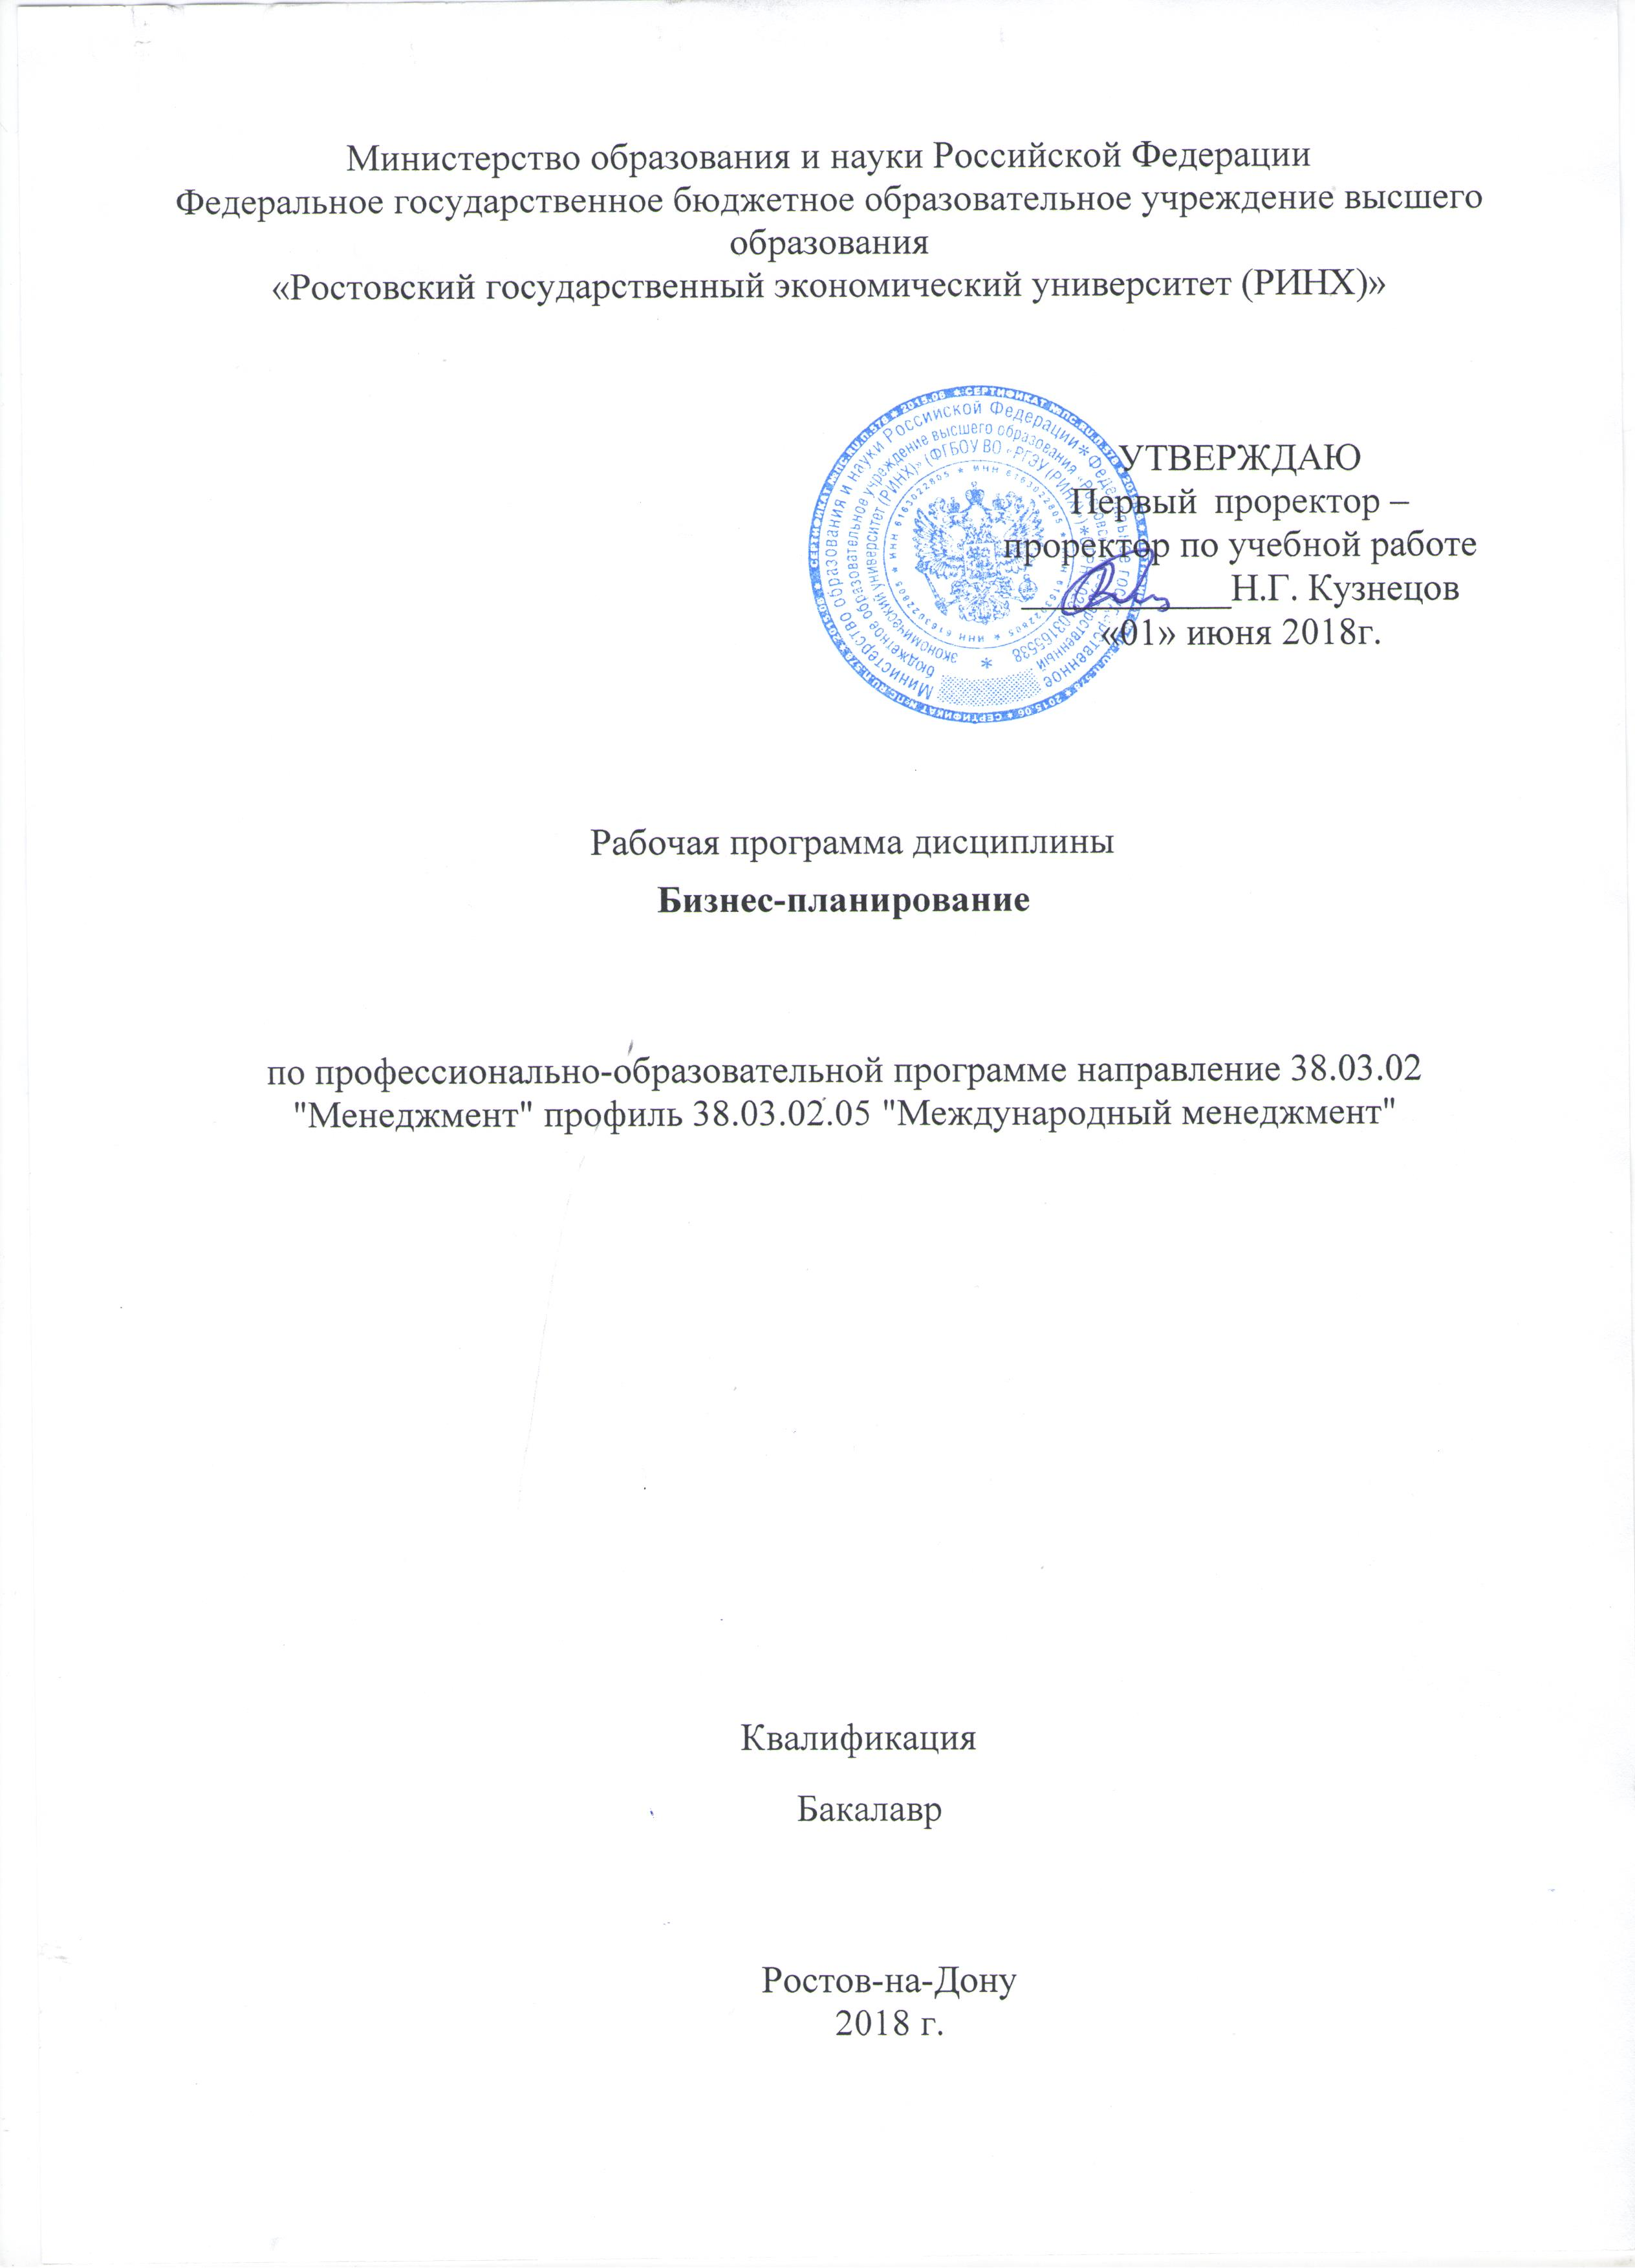 Министерство образования и науки Российской Федерации
Федеральное государственное бюджетное образовательное учреждение высшего
образования
«Ростовский государственный экономический университет (РИНХ)»
УТВЕРЖДАЮ
Первый проректор –
проректор по учебной работе
____________Н.Г. Кузнецов
«01» июня 2018г.
Рабочая программа дисциплины
Бизнес-планирование
по профессионально-образовательной программе направление 38.03.02
"Менеджмент" профиль 38.03.02.05 "Международный менеджмент"
Квалификация
Бакалавр
Ростов-на-Дону
2018 г.